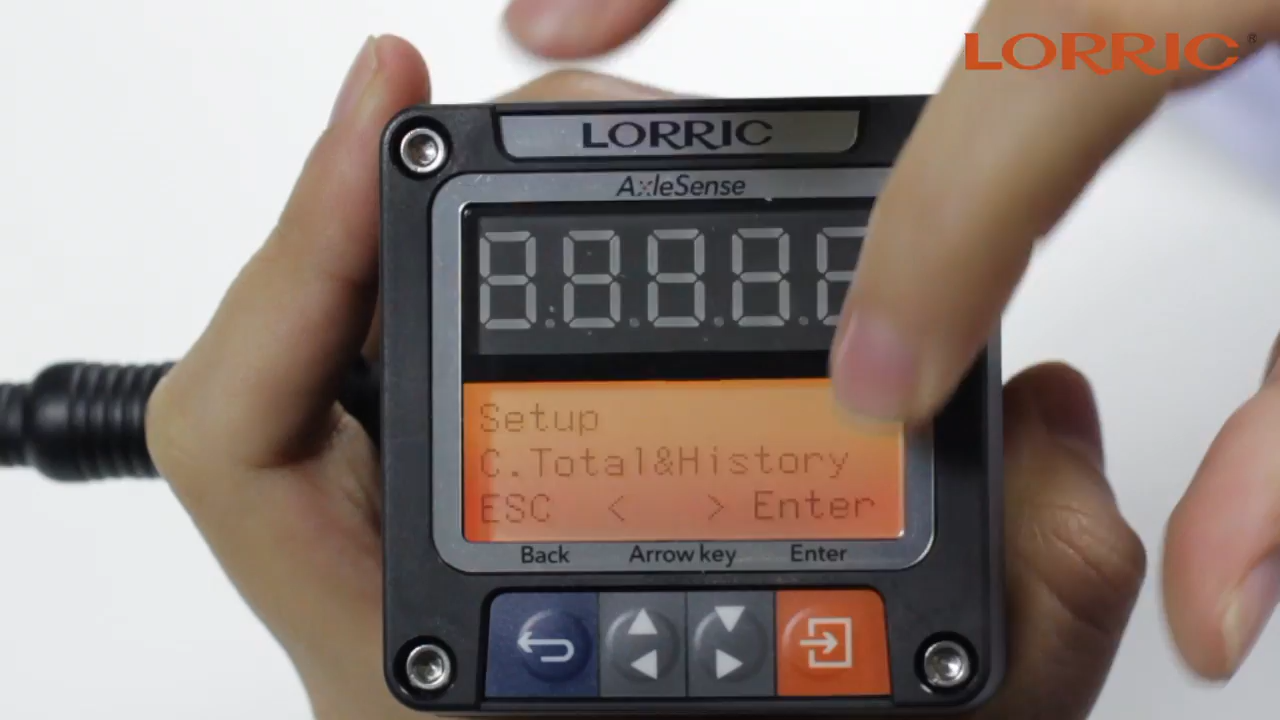 LORRIC®
LORRIC
AxleSense
Setup
C.Total&History
ESC < > Enter
Back Arrow key Enter